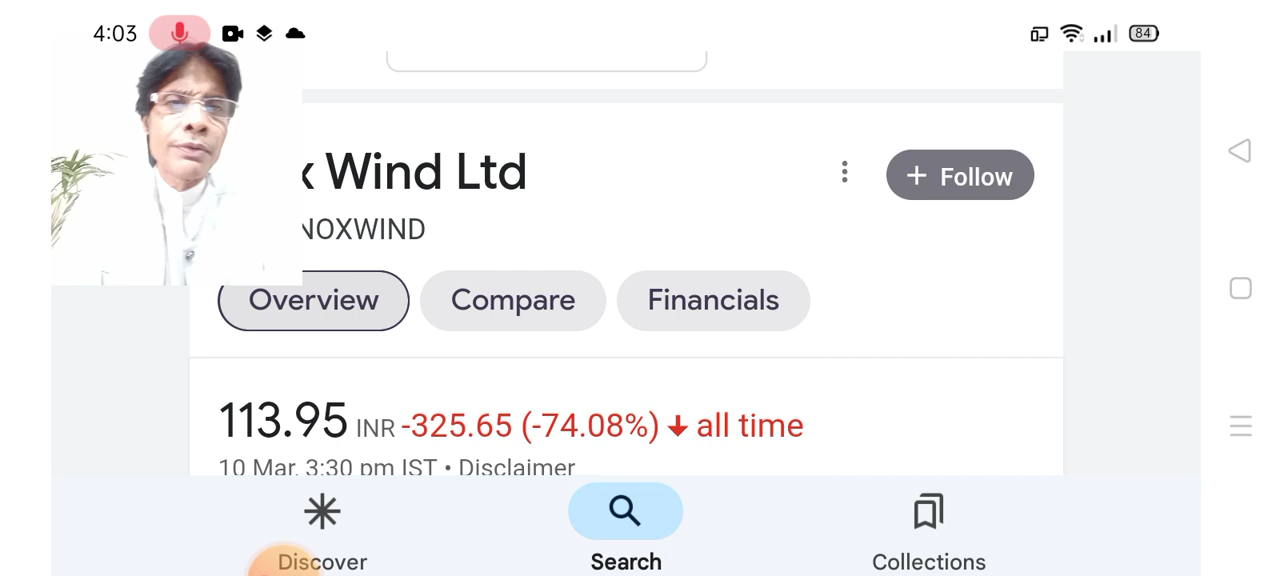 4:03
84
x Wind Ltd
+ Follow
NOXWIND
Overview
Compare
Financials
113.95 INR -325.65 (-74.08%) all time
10 Mar, 3:30 pm IST • Disclaimer
Discover
Search
Collections